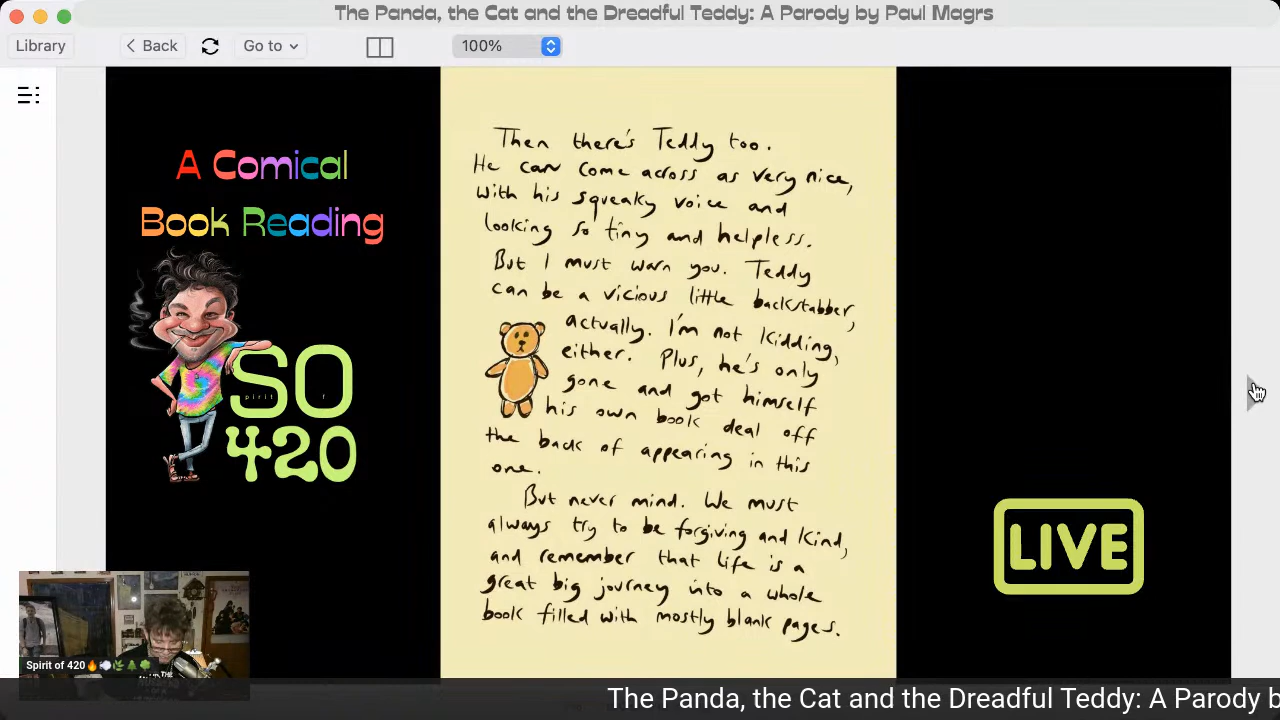 The Panda, the Cat and the Dreadful Teddy: A Parody by Paul Magrs
Library
Back
Go to
100%
A Comical
Book Reading
SO
pirit
f
420
Then there's Teddy too.
He can come across as very nice,
with his squeaky voice and
looking so tiny and helpless.
But I must warn you. Teddy
can be a vicious little backstabber,
actually. I'm not kidding,
either. Plus, he's only
gone and got himself
his own book deal off
the back of appearing in this
one.
But never mind. We must
always try to be forgiving and kind,
and remember that life is a
great big journey into a whole
book filled with mostly blank pages.
LIVE
Spirit of 420🔥💨🌿🌲🌳
The Panda, the Cat and the Dreadful Teddy: A Parody b